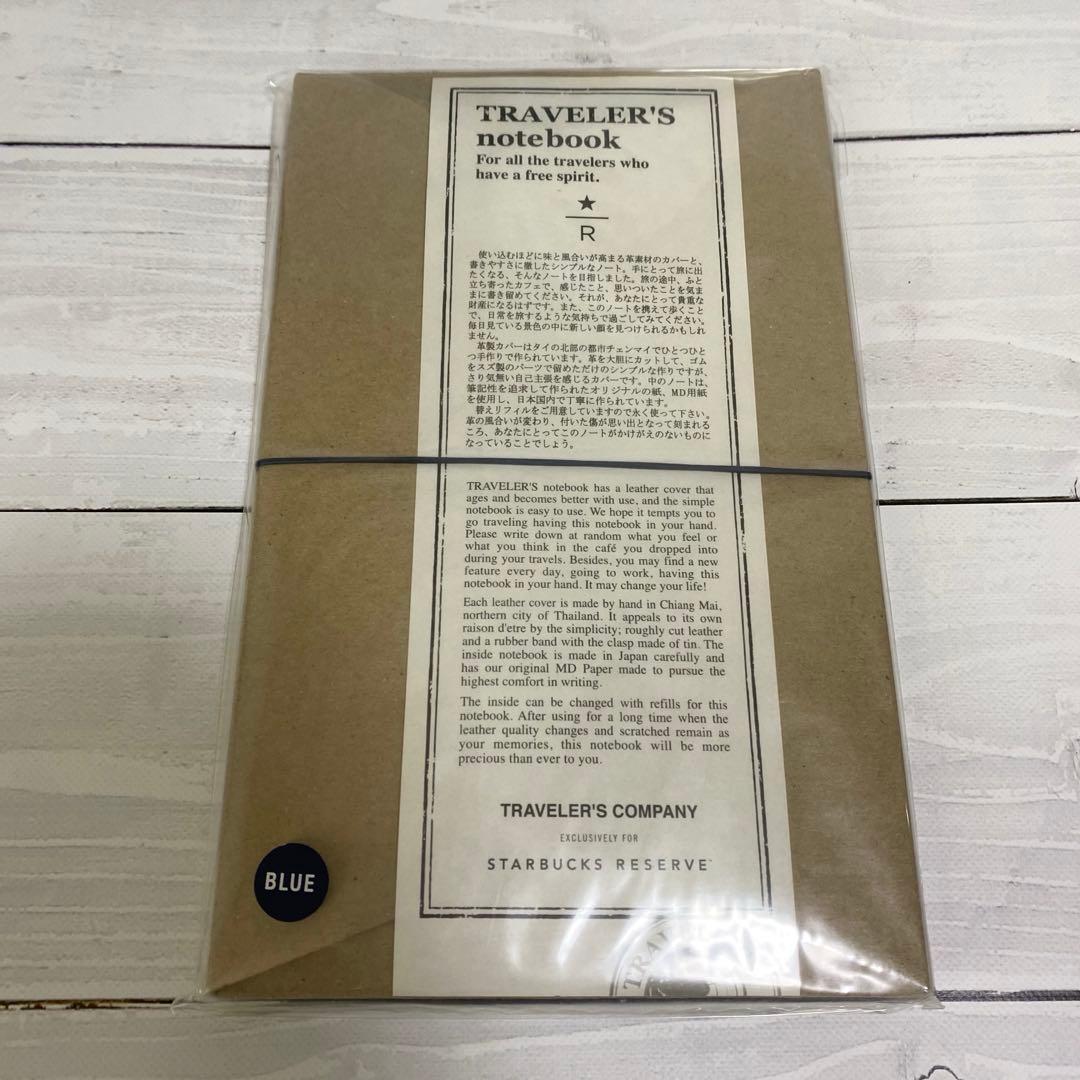 TRAVELER'S
notebook
For all the travelers who
have a free spirit.
★
R
使い込むほどに味と風合いが高まる革素材のカバーと、
書きやすさに徹したシンプルなノート。手にとって旅に出
たくなる、そんなノートを目指しました。旅の途中、ふと
立ち寄ったカフェで、感じたこと、思いついたことを気ま
まに書き留めてください。それが、あなたにとって貴重な
財産になるはずです。また、このノートを携えて歩くこと
で、日常を旅するような気持ちで過ごしてみてください。
毎日見ている景色の中に新しい顔を見つけられるかもしれ
ません。
革製カバーはタイの北部の都市チェンマイでひとつひと
つ手作りで作られています。革を大胆にカットして、ゴム
をスズ製のパーツで留めただけのシンプルな作りですが、
さり気無い自己主張を感じるカバーです。中のノートは、
筆記性を追求して作られたオリジナルの紙、MD用紙
を使用し、日本国内で丁寧に作られています。
替えリフィルをご用意していますので永く使って下さい。
革の風合いが変わり、付いた傷が思い出となって刻まれる
ころ、あなたにとってこのノートがかけがえのないものに
なっていることでしょう。
TRAVELER'S notebook has a leather cover that
ages and becomes better with use, and the simple
notebook is easy to use. We hope it tempts you to
go traveling having this notebook in your hand.
Please write down at random what you feel or
what you think in the café you dropped into
during your travels. Besides, you may find a new
feature every day, going to work, having this
notebook in your hand. It may change your life!
Each leather cover is made by hand in Chiang Mai,
northern city of Thailand. It appeals to its own
raison d'etre by the simplicity; roughly cut leather
and a rubber band with the clasp made of tin. The
inside notebook is made in Japan carefully and
has our original MD Paper made to pursue the
highest comfort in writing.
The inside can be changed with refills for this
notebook. After using for a long time when the
leather quality changes and scratched remain as
your memories, this notebook will be more
precious than ever to you.
TRAVELER'S COMPANY
EXCLUSIVELY FOR
STARBUCKS RESERVE™
BLUE